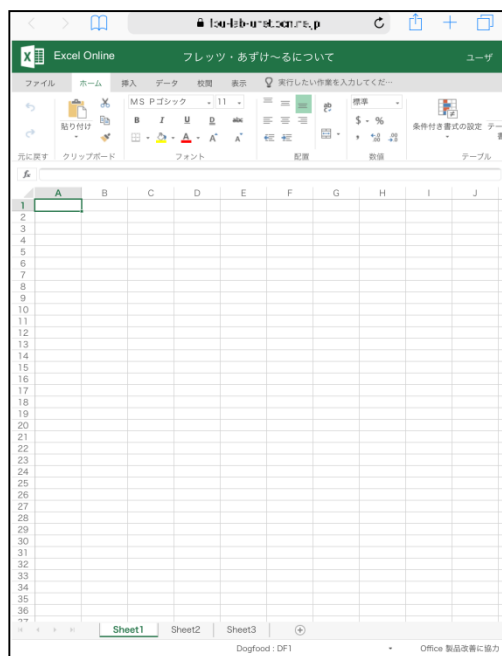 Excel Online
フレッツ・あずけ～るについて
ユーザ
ファイル ホーム 挿入 データ 校閲 表示 実行したい作業を入力してくだ…
MS Pゴシック 11 標準
貼り付け
B I U D abc
$ %
条件付き書式の設定 テー
A A A
元に戻す クリップボード フォント 配置 数値 テーブル
fx
A B C D E F G H I J
1
2
3
4
5
6
7
8
9
10
11
12
13
14
15
16
17
18
19
20
21
22
23
24
25
26
27
28
29
30
31
32
33
34
35
36
37
Sheet1 Sheet2 Sheet3
Dogfood : DF1 Office 製品改善に協力